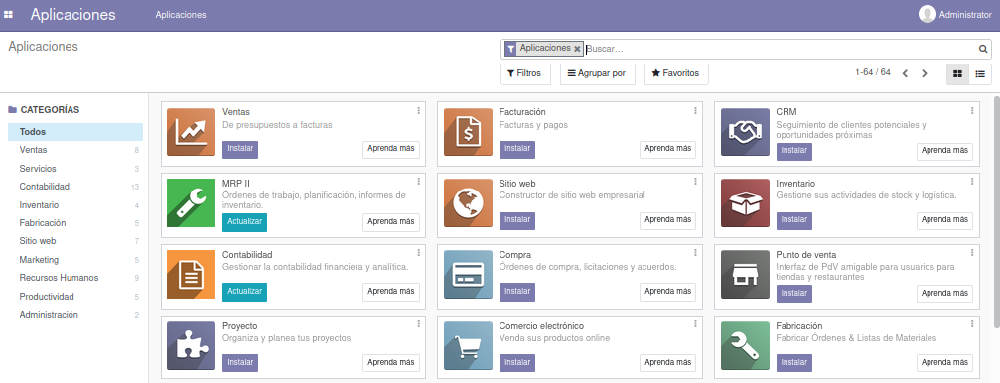 Aplicaciones Aplicaciones Administrator
Aplicaciones
Aplicaciones × Buscar...
Filtros Agrupar por Favoritos 1-64 / 64
CATEGORÍAS
Todos
Ventas 8
Servicios 3
Contabilidad 13
Inventario 4
Fabricación 5
Sitio web 7
Marketing 5
Recursos Humanos 9
Productividad 5
Administración 2
Ventas
De presupuestos a facturas
Instalar Aprenda más
Facturación
Facturas y pagos
Instalar Aprenda más
CRM
Seguimiento de clientes potenciales y
oportunidades próximas
Instalar Aprenda más
MRP II
Órdenes de trabajo, planificación, informes de
inventario.
Actualizar Aprenda más
Sitio web
Constructor de sitio web empresarial
Instalar Aprenda más
Inventario
Gestione sus actividades de stock y logística.
Instalar Aprenda más
Contabilidad
Gestionar la contabilidad financiera y analítica.
Actualizar Aprenda más
Compra
Órdenes de compra, licitaciones y acuerdos.
Instalar Aprenda más
Punto de venta
Interfaz de PdV amigable para usuarios para
tiendas y restaurantes
Instalar Aprenda más
Proyecto
Organiza y planea tus proyectos
Instalar Aprenda más
Comercio electrónico
Venda sus productos online
Instalar Aprenda más
Fabricación
Fabricar Órdenes & Listas de Materiales
Instalar Aprenda más